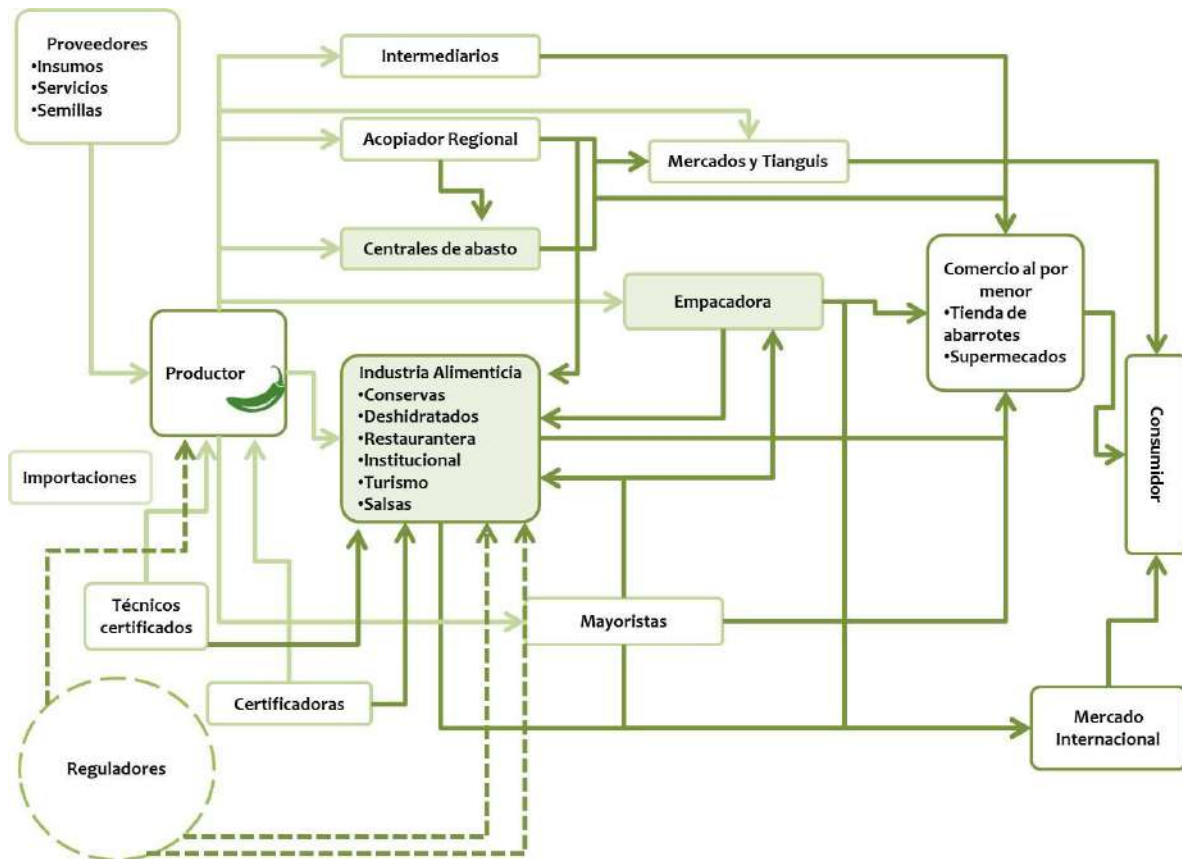 Proveedores
•Insumos
•Servicios
•Semillas
Intermediarios
Acopiador Regional
Mercados y Tianguis
Centrales de abasto
Comercio al por
menor
•Tienda de
abarrotes
•Supermecados
Empacadora
Productor
Industria Alimenticia
•Conservas
•Deshidratados
•Restaurantera
•Institucional
•Turismo
•Salsas
Consumidor
Importaciones
Técnicos
certificados
Mayoristas
Certificadoras
Mercado
Internacional
Reguladores